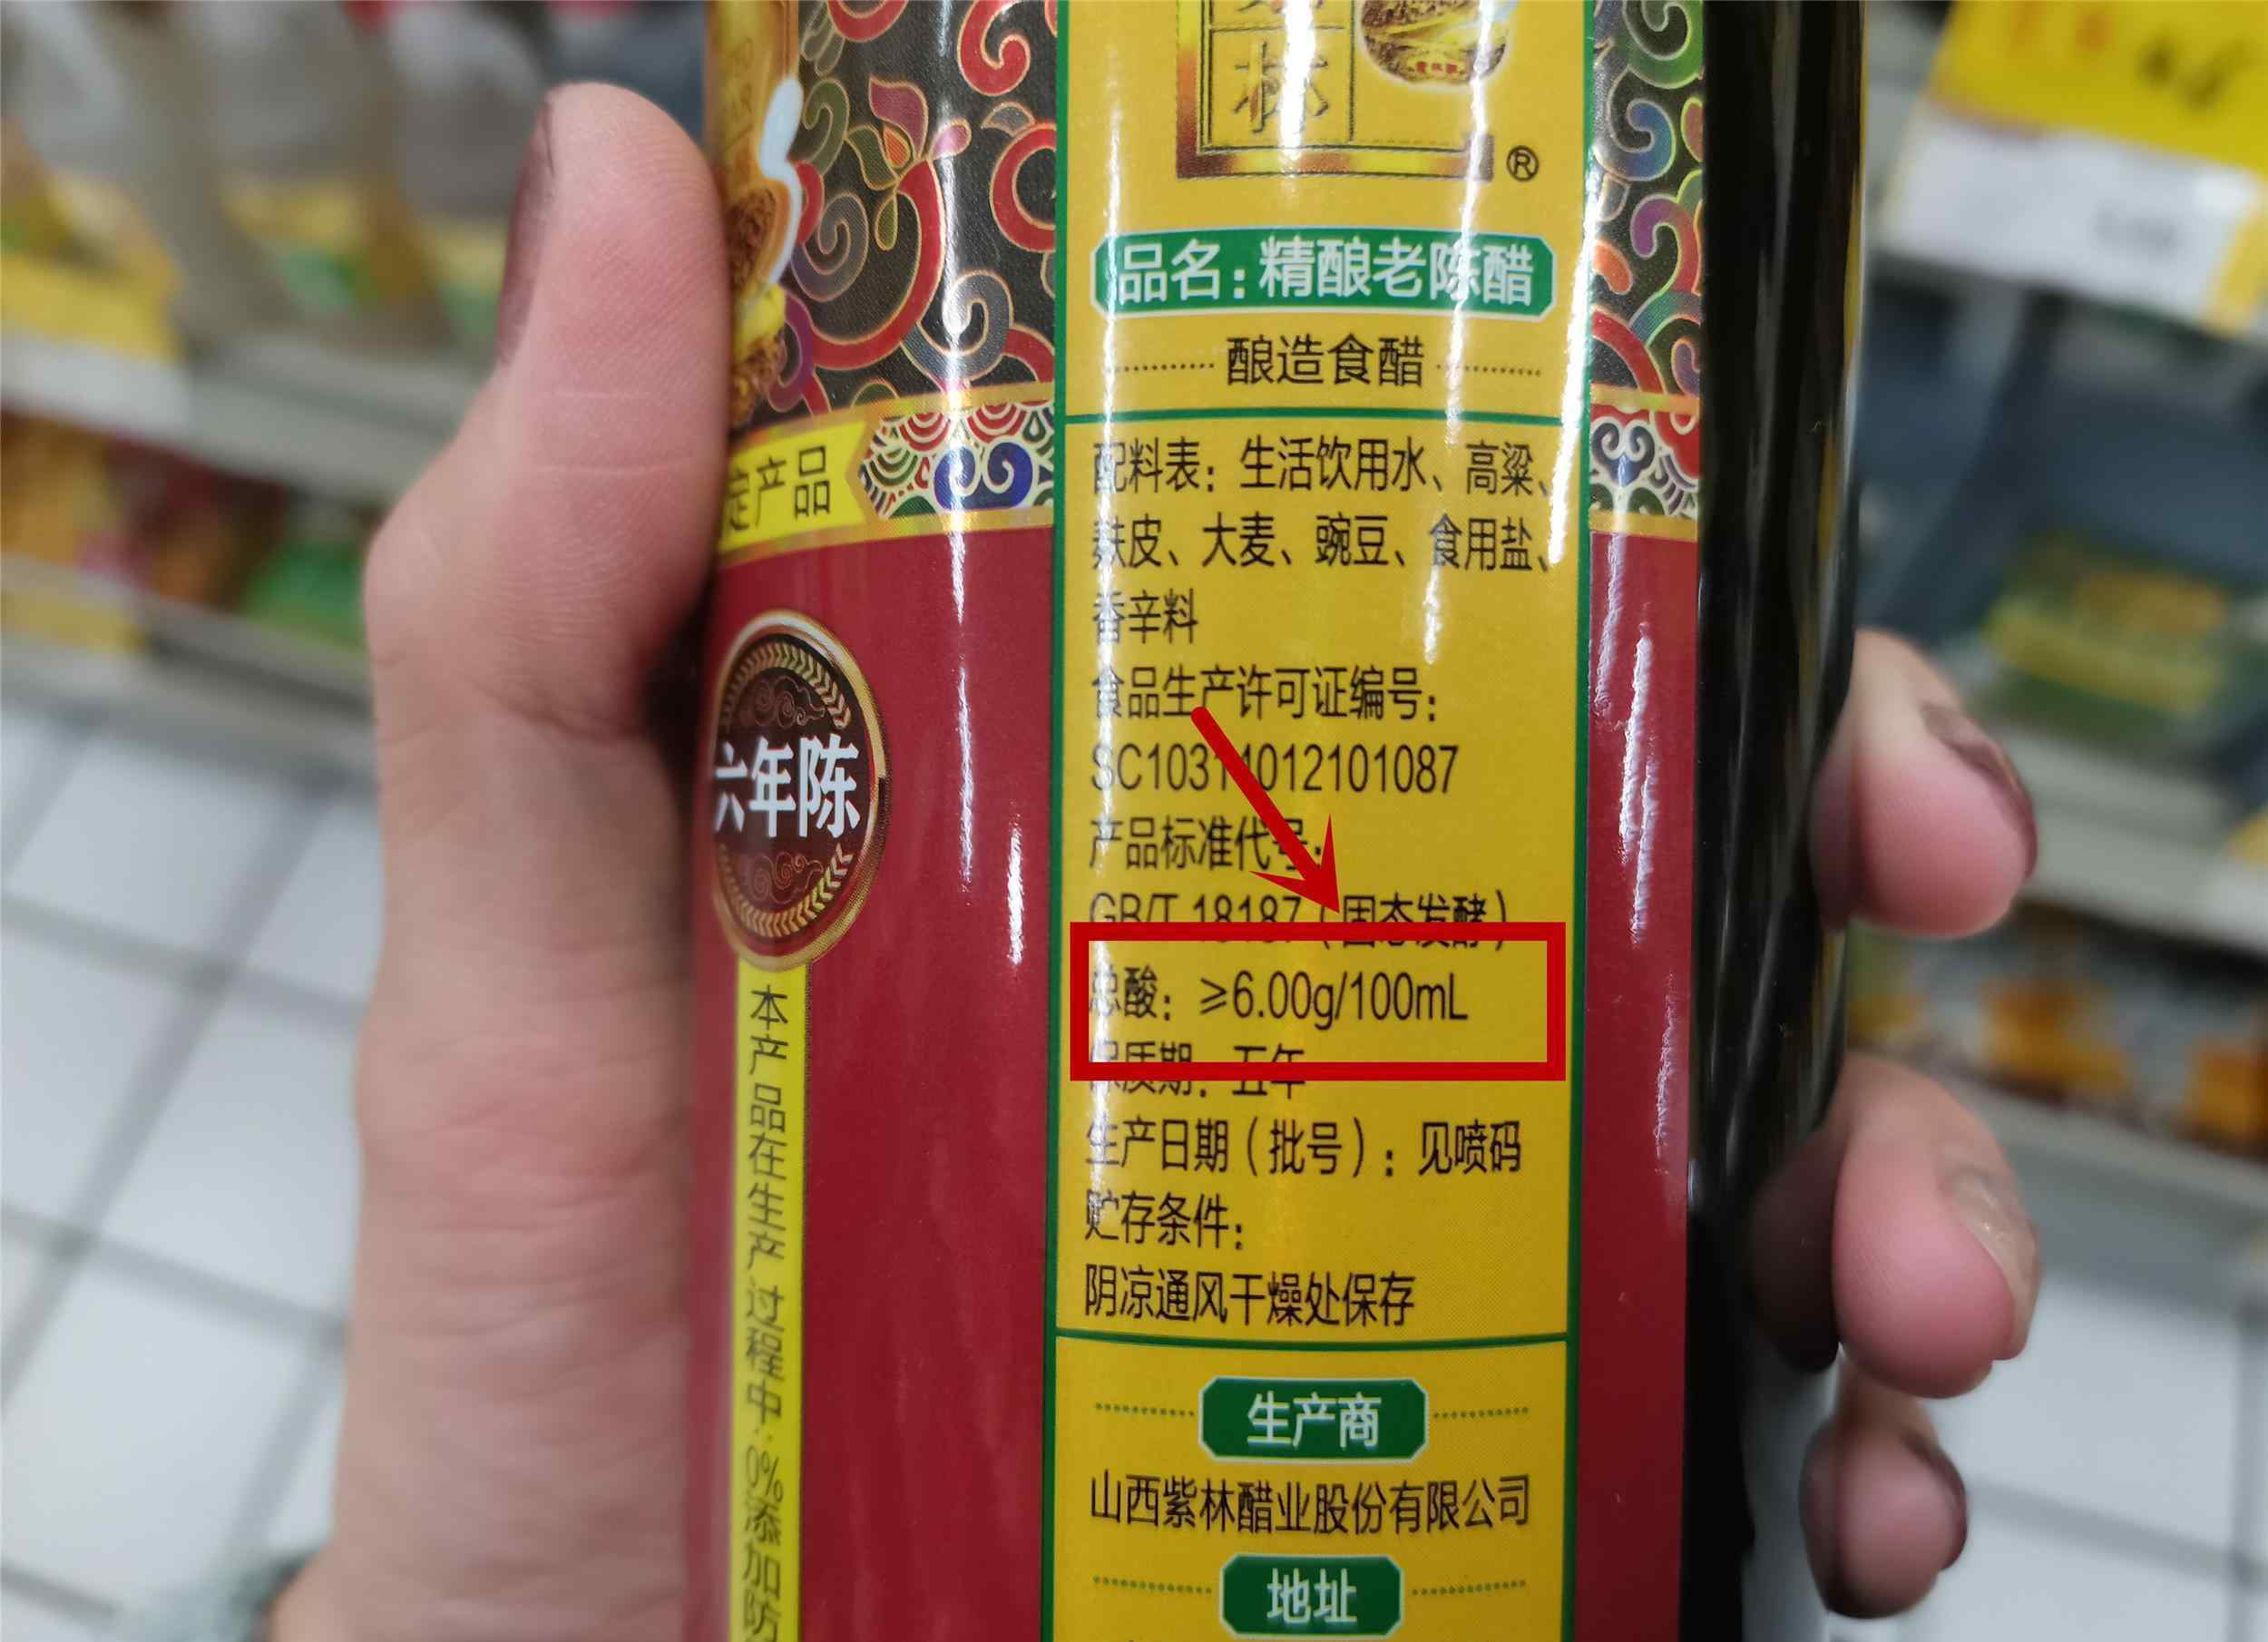 林
®
品名：精酿老陈醋
酿造食醋
配料表：生活饮用水、高粱、
麸皮、大麦、豌豆、食用盐、
香辛料
食品生产许可证编号：
SC10314012101087
产品标准代号：
GB/T 18187（固态发酵）
总酸：≥6.00g/100mL
保质期：五年
生产日期（批号）：见喷码
贮存条件：
阴凉通风干燥处保存
生产商
山西紫林醋业股份有限公司
地址
定产品
六年陈
本产品在生产过程中：0%添加防